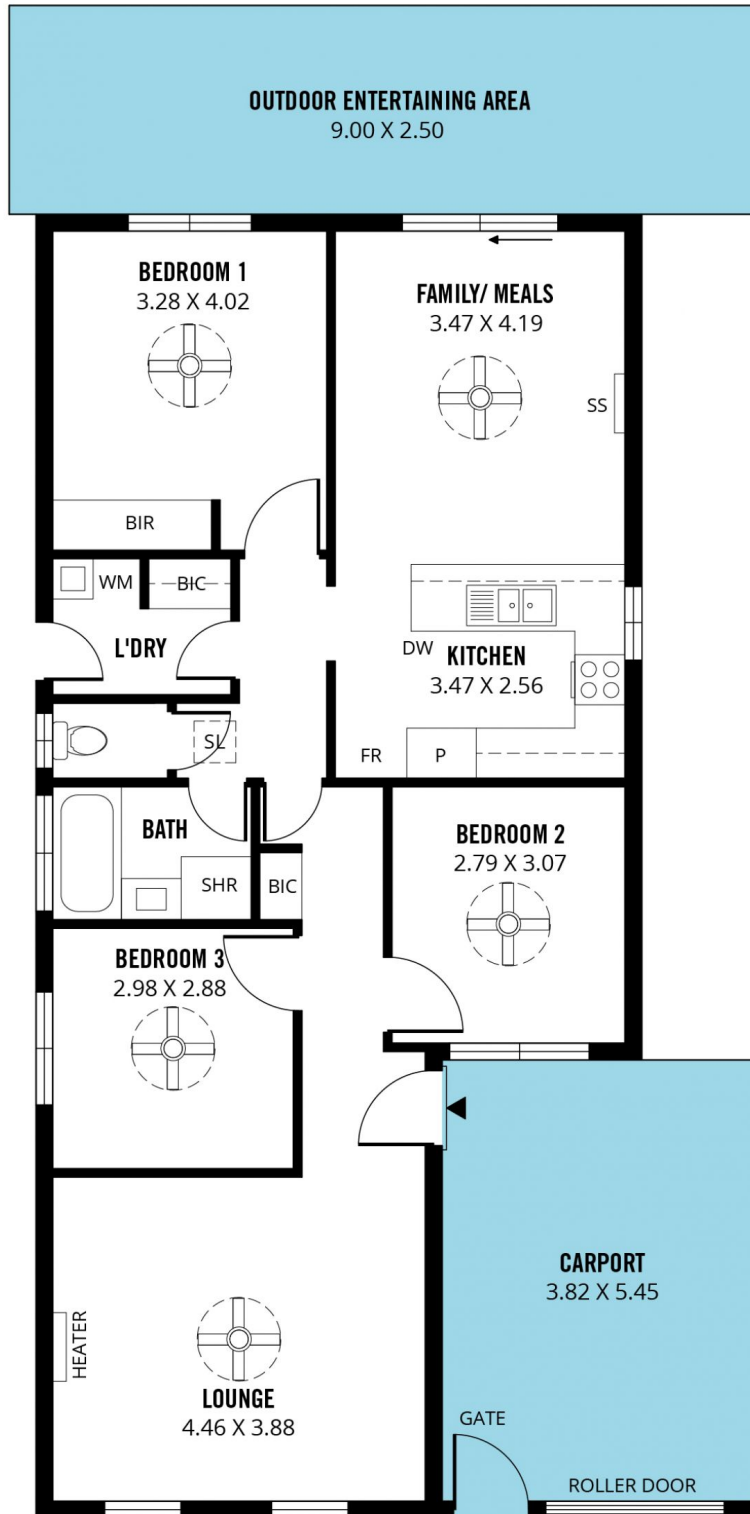 OUTDOOR ENTERTAINING AREA
9.00 X 2.50
BEDROOM 1
3.28 X 4.02
FAMILY/ MEALS
3.47 X 4.19
SS
BIR
WM
BIC
L'DRY
DW
KITCHEN
3.47 X 2.56
SL
FR
P
BATH
SHR
BIC
BEDROOM 2
2.79 X 3.07
BEDROOM 3
2.98 X 2.88
CARPORT
3.82 X 5.45
HEATER
LOUNGE
4.46 X 3.88
GATE
ROLLER DOOR